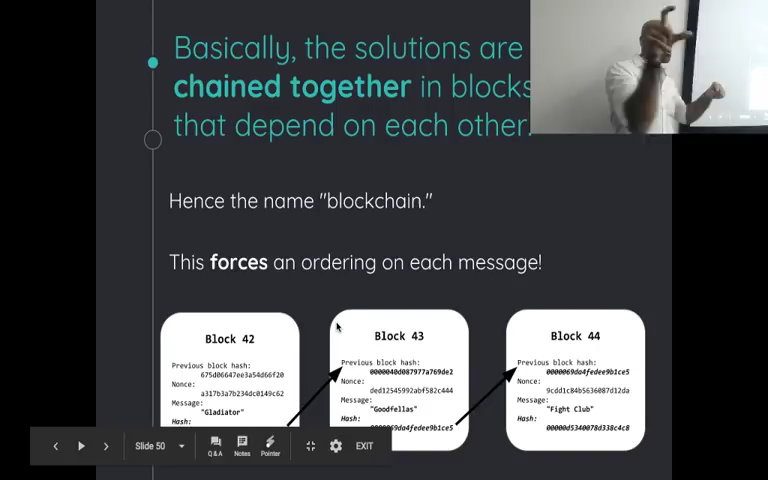 Basically, the solutions are
chained together in blocks
that depend on each other.
Hence the name "blockchain."
This forces an ordering on each message!
Block 42
Previous block hash:
675d06647ee3a54d66f20
Nonce:
a317b3a7b234dc0149c62
Message:
"Gladiator"
Hash:
Block 43
Previous block hash:
0000040d087977a769de2
Nonce:
ded12545992abf582c444
Message:
"Goodfellas"
Hash:
69da4fedee9b1ce5
Block 44
Previous block hash:
0000069da4fedee9b1ce5
Nonce:
9cdd1c84b5636087d12da
Message:
"Fight Club"
Hash:
00000d5340078d338c4c8
Slide 50
Q & A
Notes
Pointer
EXIT